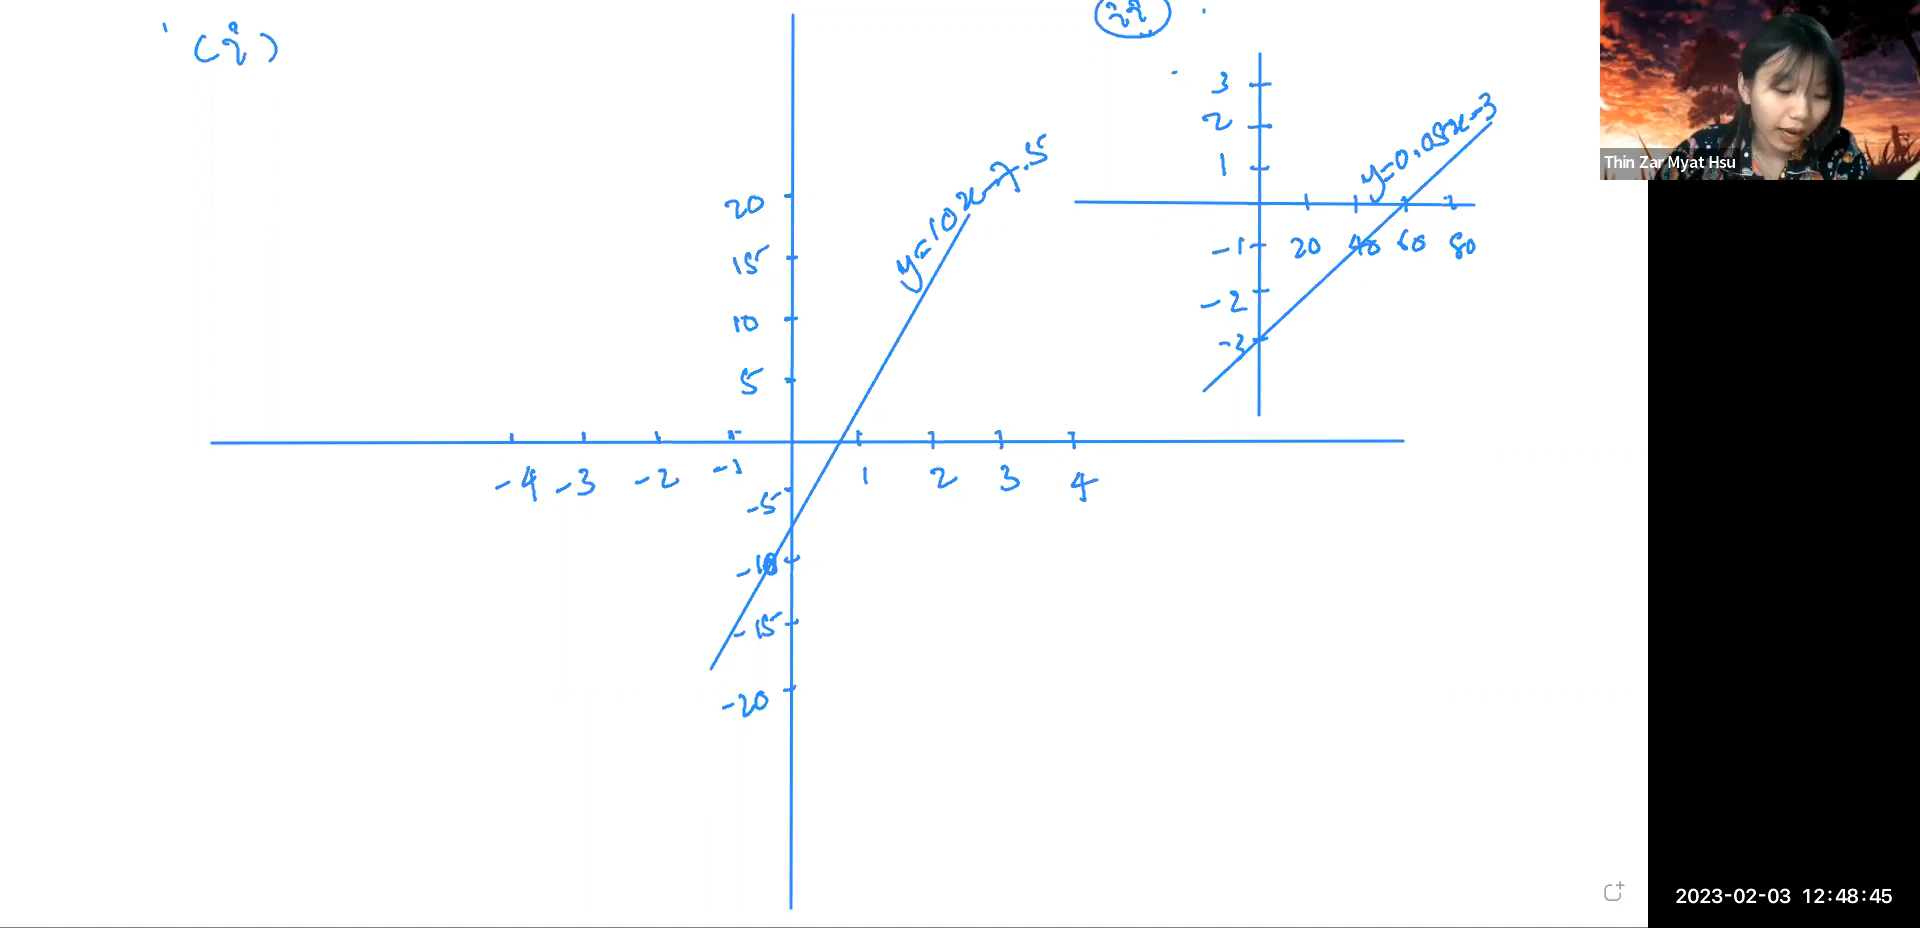 (i)
20
15
10
5
-4 -3 -2 -1 1 2 3 4
-5
-10
-15
-20
y=10x-7.5
ii
3
2
1
20 40 60 80
-1
-2
-3
y=0.05x-3
Thin Zar Myat Hsu
2023-02-03 12:48:45